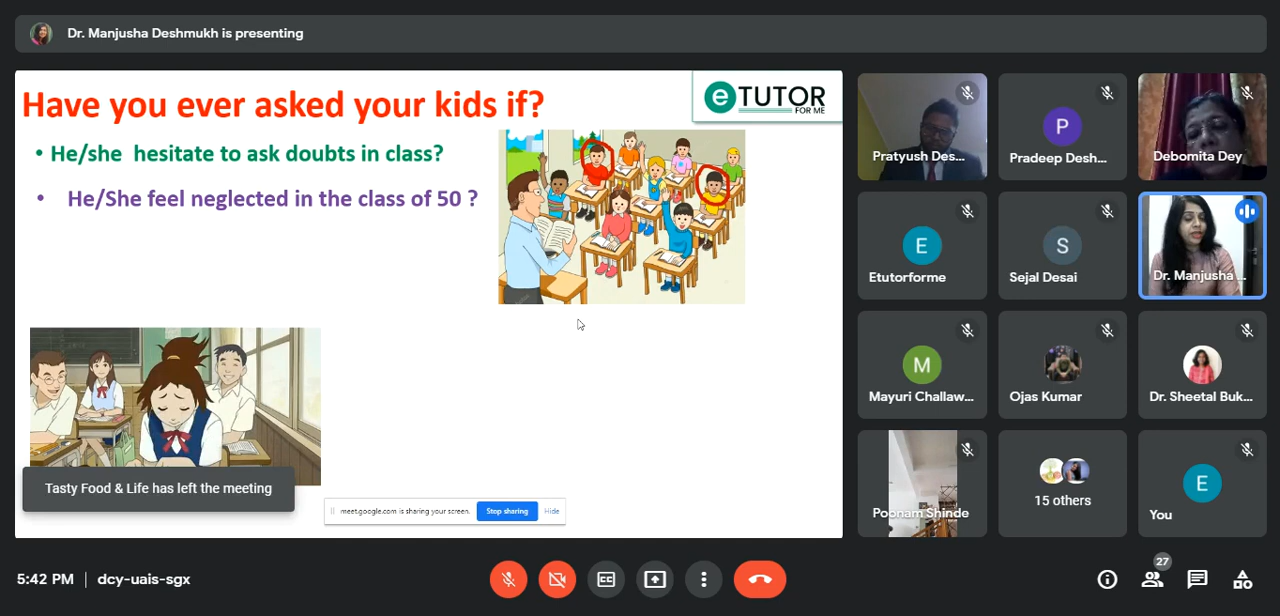 Dr. Manjusha Deshmukh is presenting
Have you ever asked your kids if?
e TUTOR
FOR ME
• He/she hesitate to ask doubts in class?
• He/She feel neglected in the class of 50 ?
Tasty Food & Life has left the meeting
meet.google.com is sharing your screen.
Stop sharing
Hide
Pratyush Des...
P
Pradeep Desh...
Debomita Dey
E
Etutorforme
S
Sejal Desai
Dr. Manjusha ...
M
Mayuri Challaw...
Ojas Kumar
Dr. Sheetal Buk...
Poonam Shinde
15 others
E
You
5:42 PM | dcy-uais-sgx
CC
27